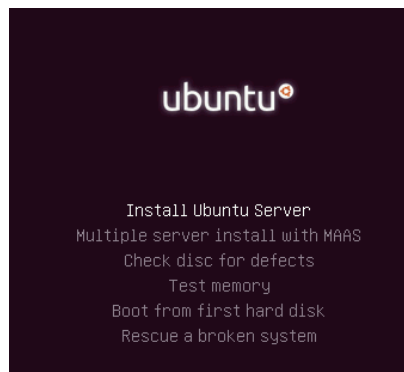 ubuntu
Install Ubuntu Server
Multiple server install with MAAS
Check disc for defects
Test memory
Boot from first hard disk
Rescue a broken system